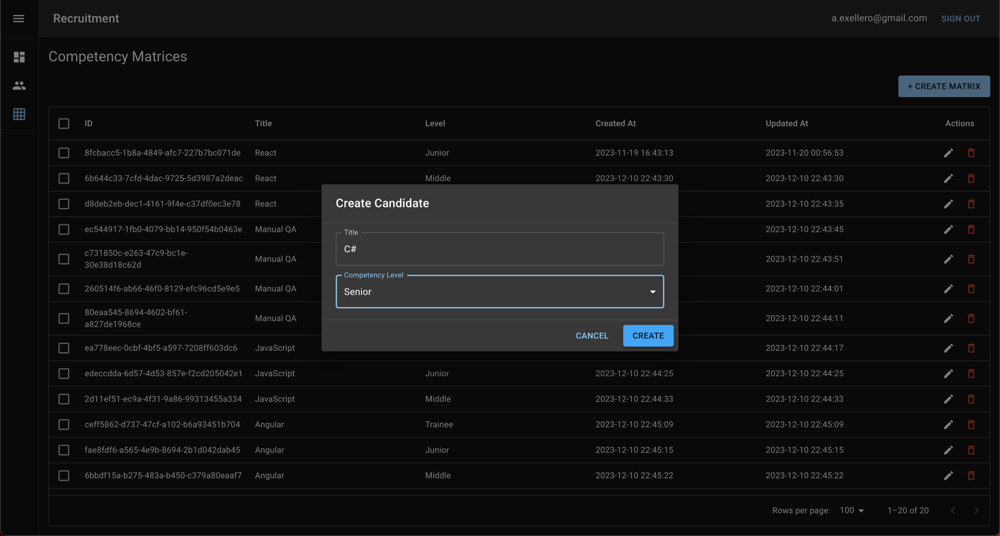 Recruitment
a.exellero@gmail.com SIGN OUT
Competency Matrices
+ CREATE MATRIX
ID Title Level Created At Updated At Actions
8fcbacc5-1b8a-4849-afc7-227b7bc071de React Junior 2023-11-19 16:43:13 2023-11-20 00:56:53
6b644c33-7cfd-4dac-9725-5d3987a2deac React Middle 2023-12-10 22:43:30 2023-12-10 22:43:30
d8deb2eb-dec1-4161-9f4e-c37df0ec3e78 React 2023-12-10 22:43:35
ec544917-1fb0-4079-bb14-950f54b0463e Manual QA 2023-12-10 22:43:45
c731850c-e263-47c9-bc1e-
30e38d18c62d Manual QA 2023-12-10 22:43:51
260514f6-ab66-46f0-8129-efc96cd5e9e5 Manual QA 2023-12-10 22:44:01
80eaa545-8694-4602-bf61-
a827de1968ce Manual QA 2023-12-10 22:44:11
ea778eec-0cbf-4bf5-a597-7208ff603dc6 JavaScript 2023-12-10 22:44:17
edeccdda-6d57-4d53-857e-f2cd205042e1 JavaScript Junior 2023-12-10 22:44:25 2023-12-10 22:44:25
2d11ef51-ec9a-4f31-9a86-99313455a334 JavaScript Middle 2023-12-10 22:44:33 2023-12-10 22:44:33
ceff5862-d737-47cf-a102-b6a93451b704 Angular Trainee 2023-12-10 22:45:09 2023-12-10 22:45:09
fae8fdf6-a565-4e9b-8694-2b1d042dab45 Angular Junior 2023-12-10 22:45:15 2023-12-10 22:45:15
6bbdf15a-b275-483a-b450-c379a80eaaf7 Angular Middle 2023-12-10 22:45:22 2023-12-10 22:45:22
Rows per page: 100 1–20 of 20
Create Candidate
Title
C#
Competency Level
Senior
CANCEL CREATE